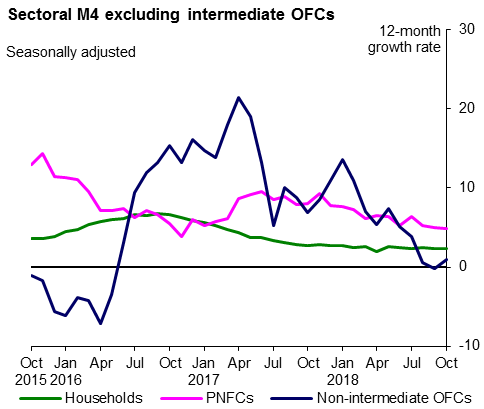 Sectoral M4 excluding intermediate OFCs
Seasonally adjusted
12-month
growth rate
30
20
10
0
-10
Oct Jan Apr Jul Oct Jan Apr Jul Oct Jan Apr Jul Oct
2015 2016 2017 2018
Households PNFCs Non-intermediate OFCs